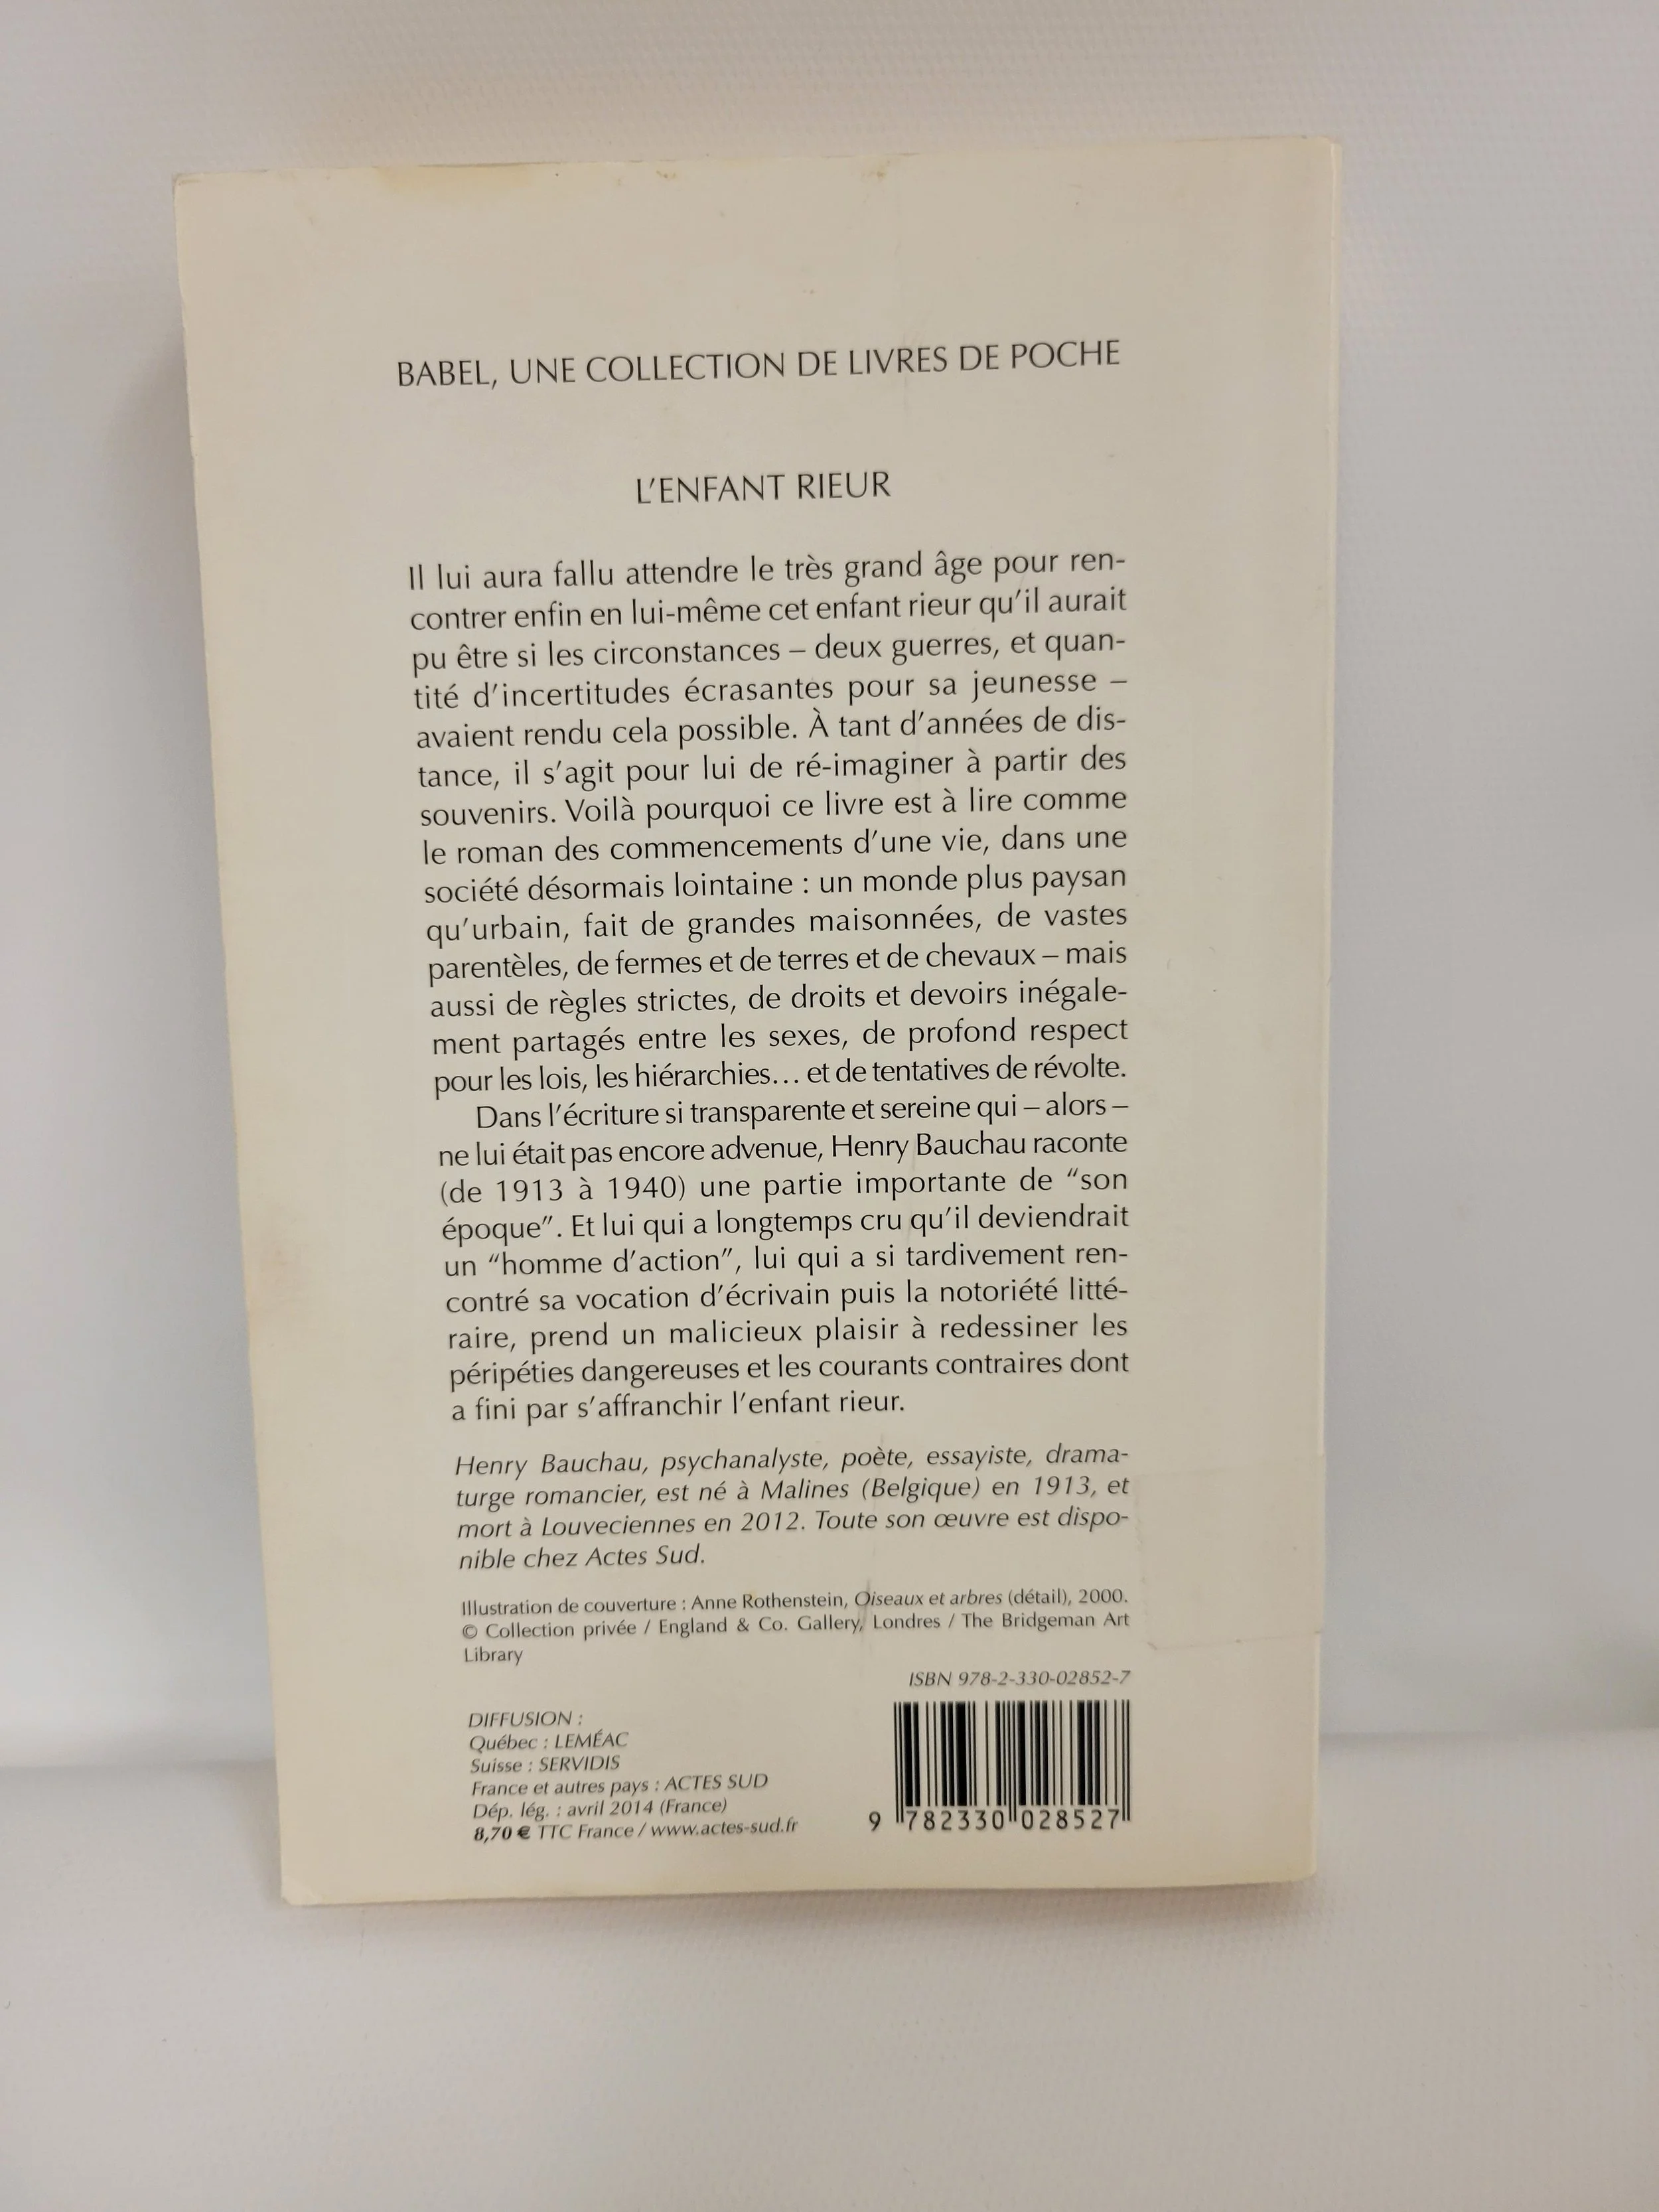 BABEL, UNE COLLECTION DE LIVRES DE POCHE
L'ENFANT RIEUR
Il lui aura fallu attendre le très grand âge pour ren-
contrer enfin en lui-même cet enfant rieur qu'il aurait
pu être si les circonstances – deux guerres, et quan-
tité d'incertitudes écrasantes pour sa jeunesse –
avaient rendu cela possible. À tant d'années de dis-
tance, il s'agit pour lui de ré-imaginer à partir des
souvenirs. Voilà pourquoi ce livre est à lire comme
le roman des commencements d'une vie, dans une
société désormais lointaine : un monde plus paysan
qu'urbain, fait de grandes maisonnées, de vastes
parentèles, de fermes et de terres et de chevaux – mais
aussi de règles strictes, de droits et devoirs inégale-
ment partagés entre les sexes, de profond respect
pour les lois, les hiérarchies... et de tentatives de révolte.
Dans l'écriture si transparente et sereine qui – alors –
ne lui était pas encore advenue, Henry Bauchau raconte
(de 1913 à 1940) une partie importante de “son
époque”. Et lui qui a longtemps cru qu'il deviendrait
un “homme d'action”, lui qui a si tardivement ren-
contré sa vocation d'écrivain puis la notoriété litté-
raire, prend un malicieux plaisir à redessiner les
péripéties dangereuses et les courants contraires dont
a fini par s'affranchir l'enfant rieur.
Henry Bauchau, psychanalyste, poète, essayiste, drama-
turge romancier, est né à Malines (Belgique) en 1913, et
mort à Louveciennes en 2012. Toute son œuvre est dispo-
nible chez Actes Sud.
Illustration de couverture : Anne Rothenstein, Oiseaux et arbres (détail), 2000.
© Collection privée / England & Co. Gallery, Londres / The Bridgeman Art
Library
ISBN 978-2-330-02852-7
DIFFUSION :
Québec : LEMÉAC
Suisse : SERVIDIS
France et autres pays : ACTES SUD
Dép. lég. : avril 2014 (France)
8,70 € TTC France / www.actes-sud.fr
9 782330 028527